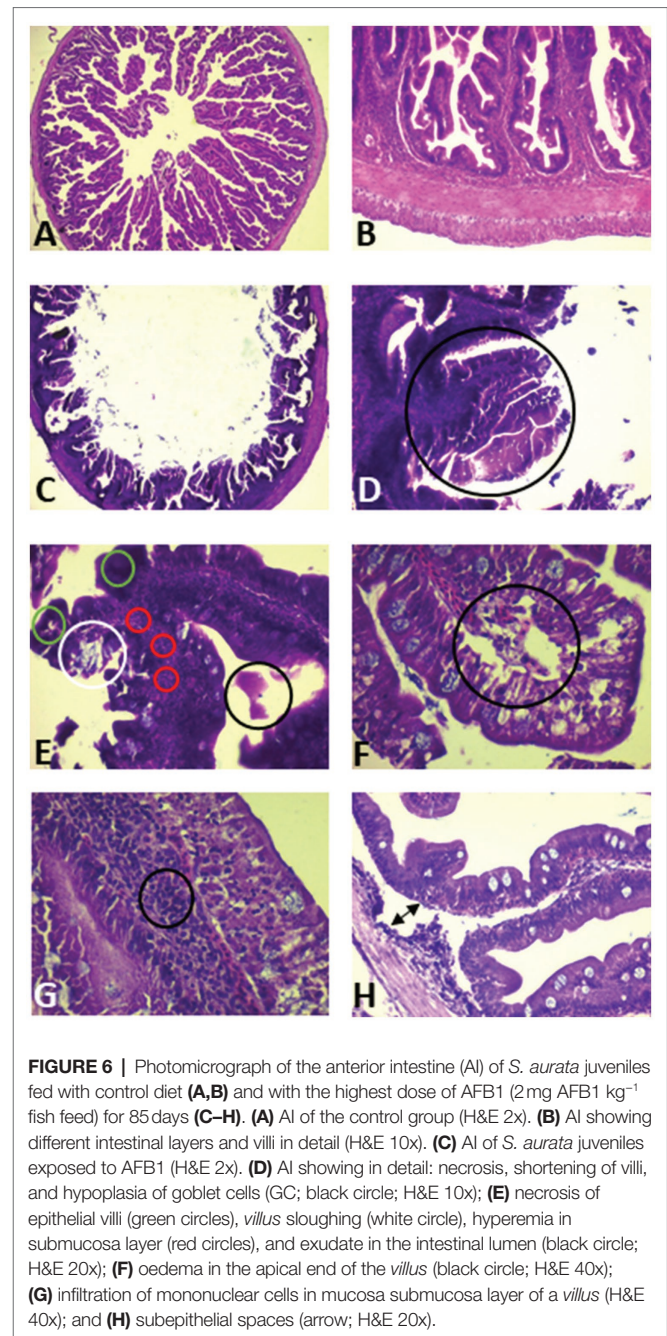 A
B
C
D
E
F
G
H
FIGURE 6 | Photomicrograph of the anterior intestine (AI) of S. aurata juveniles
fed with control diet (A,B) and with the highest dose of AFB1 (2 mg AFB1 kg⁻¹
fish feed) for 85 days (C–H). (A) AI of the control group (H&E 2x). (B) AI showing
different intestinal layers and villi in detail (H&E 10x). (C) AI of S. aurata juveniles
exposed to AFB1 (H&E 2x). (D) AI showing in detail: necrosis, shortening of villi,
and hypoplasia of goblet cells (GC; black circle; H&E 10x); (E) necrosis of
epithelial villi (green circles), villus sloughing (white circle), hyperemia in
submucosa layer (red circles), and exudate in the intestinal lumen (black circle;
H&E 20x); (F) oedema in the apical end of the villus (black circle; H&E 40x);
(G) infiltration of mononuclear cells in mucosa submucosa layer of a villus (H&E
40x); and (H) subepithelial spaces (arrow; H&E 20x).